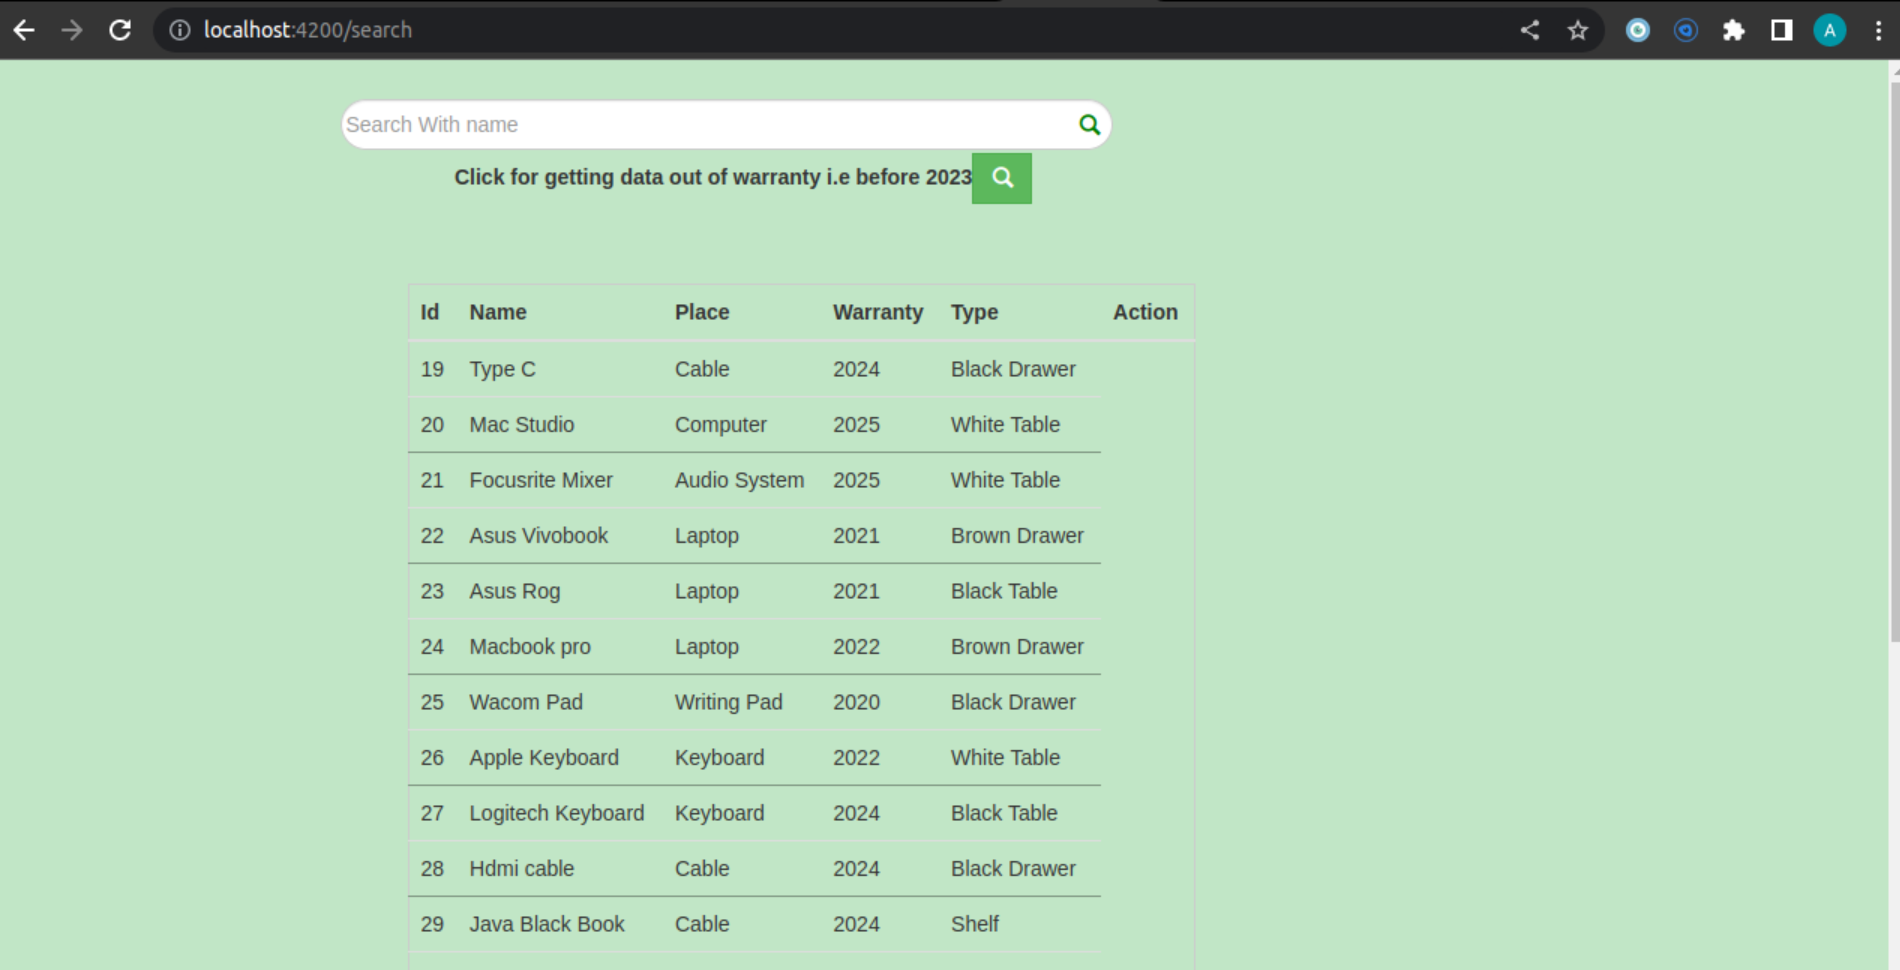 localhost:4200/search
A
Search With name
Click for getting data out of warranty i.e before 2023
Id Name Place Warranty Type Action
19 Type C Cable 2024 Black Drawer
20 Mac Studio Computer 2025 White Table
21 Focusrite Mixer Audio System 2025 White Table
22 Asus Vivobook Laptop 2021 Brown Drawer
23 Asus Rog Laptop 2021 Black Table
24 Macbook pro Laptop 2022 Brown Drawer
25 Wacom Pad Writing Pad 2020 Black Drawer
26 Apple Keyboard Keyboard 2022 White Table
27 Logitech Keyboard Keyboard 2024 Black Table
28 Hdmi cable Cable 2024 Black Drawer
29 Java Black Book Cable 2024 Shelf